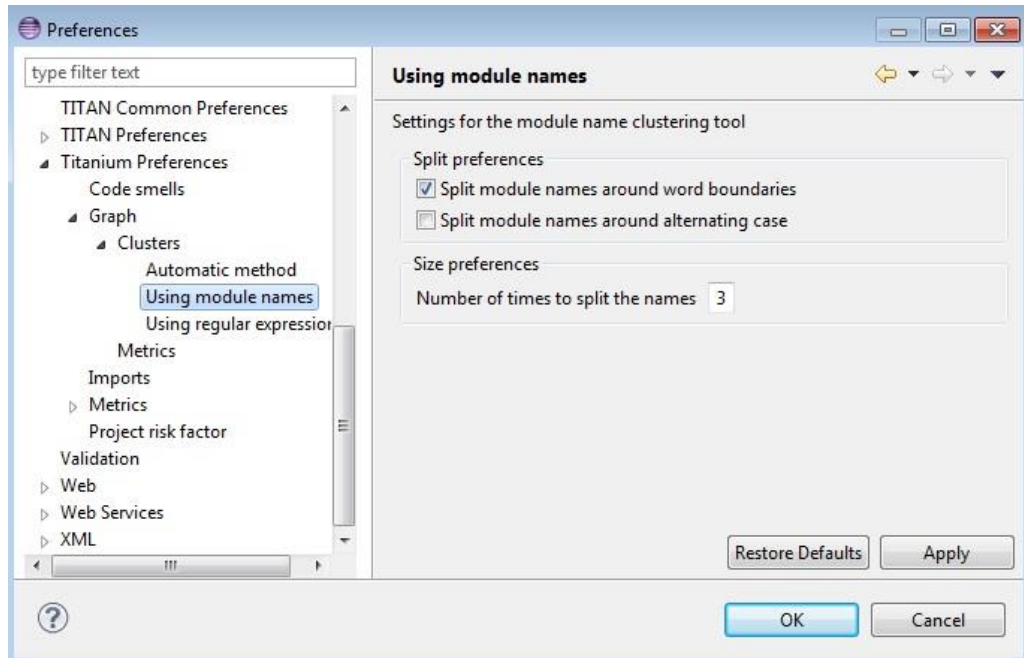 Preferences
type filter text
TITAN Common Preferences
TITAN Preferences
Titanium Preferences
Code smells
Graph
Clusters
Automatic method
Using module names
Using regular expression
Metrics
Imports
Metrics
Project risk factor
Validation
Web
Web Services
XML
Using module names
Settings for the module name clustering tool
Split preferences
Split module names around word boundaries
Split module names around alternating case
Size preferences
Number of times to split the names 3
Restore Defaults Apply
? OK Cancel